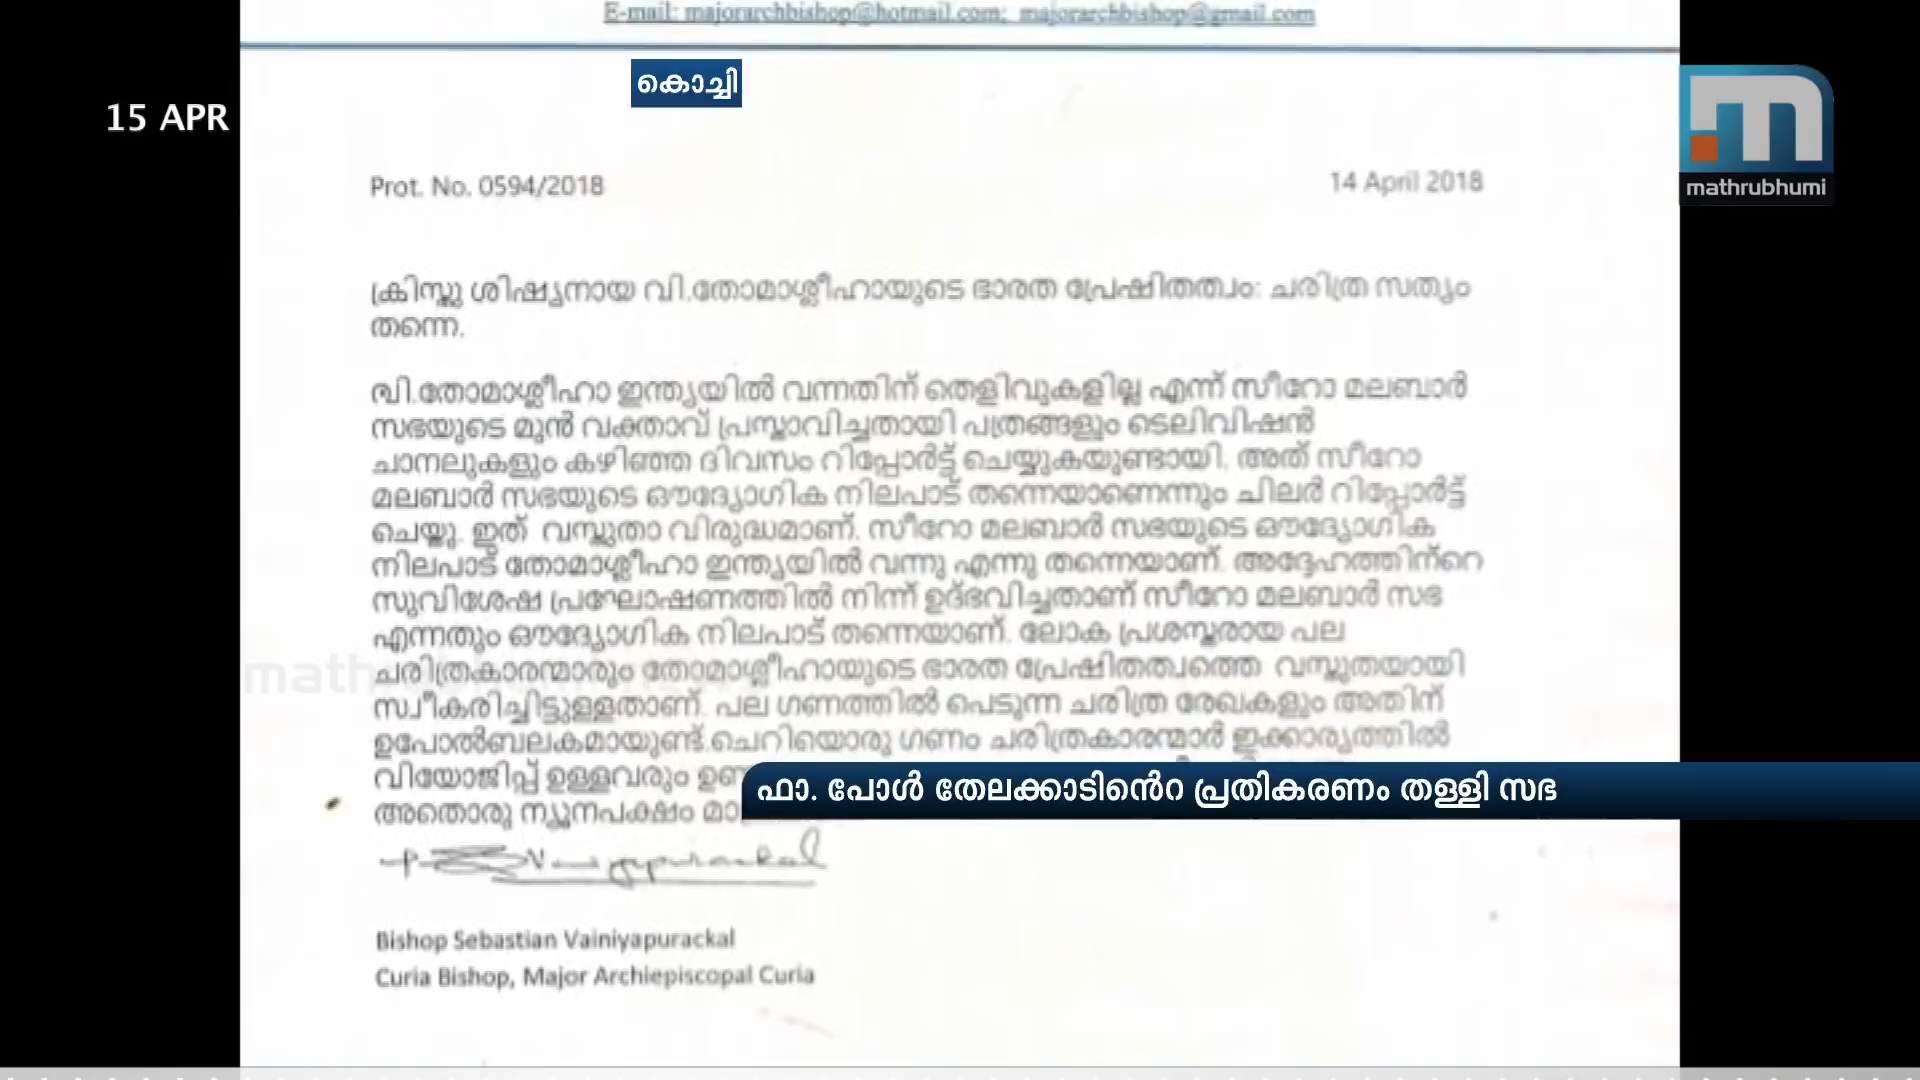 E-mail: majorarchbishop@hotmail.com; majorarchbishop@gmail.com
കൊച്ചി
15 APR
mathrubhumi
Prot. No. 0594/2018
14 April 2018
ക്രിസ്തു ശിഷ്യനായ വി.തോമാശ്ലീഹായുടെ ഭാരത പ്രേഷിതത്വം: ചരിത്ര സത്യം
തന്നെ.
വി.തോമാശ്ലീഹാ ഇന്ത്യയിൽ വന്നതിന് തെളിവുകളില്ല എന്ന് സീറോ മലബാർ
സഭയുടെ മുൻ വക്താവ് പ്രസ്താവിച്ചതായി പത്രങ്ങളും ടെലിവിഷൻ
ചാനലുകളും കഴിഞ്ഞ ദിവസം റിപ്പോർട്ട് ചെയ്യുകയുണ്ടായി. അത് സീറോ
മലബാർ സഭയുടെ ഔദ്യോഗിക നിലപാട് തന്നെയാണെന്നും ചിലർ റിപ്പോർട്ട്
ചെയ്തു. ഇത് വസ്തുതാ വിരുദ്ധമാണ്. സീറോ മലബാർ സഭയുടെ ഔദ്യോഗിക
നിലപാട് തോമാശ്ലീഹാ ഇന്ത്യയിൽ വന്നു എന്നു തന്നെയാണ്. അദ്ദേഹത്തിന്റെ
സുവിശേഷ പ്രഘോഷണത്തിൽ നിന്ന് ഉദ്ഭവിച്ചതാണ് സീറോ മലബാർ സഭ
എന്നതും ഔദ്യോഗിക നിലപാട് തന്നെയാണ്. ലോക പ്രശസ്തരായ പല
ചരിത്രകാരന്മാരും തോമാശ്ലീഹായുടെ ഭാരത പ്രേഷിതത്വത്തെ വസ്തുതയായി
സ്വീകരിച്ചിട്ടുള്ളതാണ്. പല ഗണത്തിൽ പെടുന്ന ചരിത്ര രേഖകളും അതിന്
ഉപോൽബലകമായുണ്ട്.ചെറിയൊരു ഗണം ചരിത്രകാരന്മാർ ഇക്കാര്യത്തിൽ
വിയോജിപ്പ് ഉള്ളവരും
അതൊരു ന്യൂനപക്ഷം
ഫാ. പോൾ തേലക്കാടിൻെറ പ്രതികരണം തള്ളി സഭ
Bishop Sebastian Vainiyapurackal
Curia Bishop, Major Archiepiscopal Curia